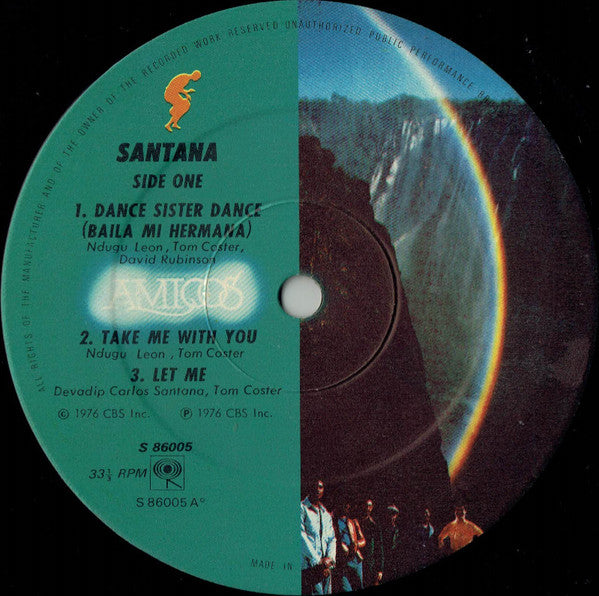 ALL RIGHTS OF THE MANUFACTURER AND OF THE OWNER OF THE RECORDED WORK RESERVED UNAUTHORIZED PUBLIC PERFORMANCE
SANTANA
SIDE ONE
1. DANCE SISTER DANCE
(BAILA MI HERMANA)
Ndugu Leon, Tom Coster,
David Rubinson
AMIGOS
2. TAKE ME WITH YOU
Ndugu Leon, Tom Coster
3. LET ME
Devadip Carlos Santana, Tom Coster
© 1976 CBS Inc. ℗ 1976 CBS Inc.
S 86005
33⅓ RPM
S 86005 A°
MADE IN